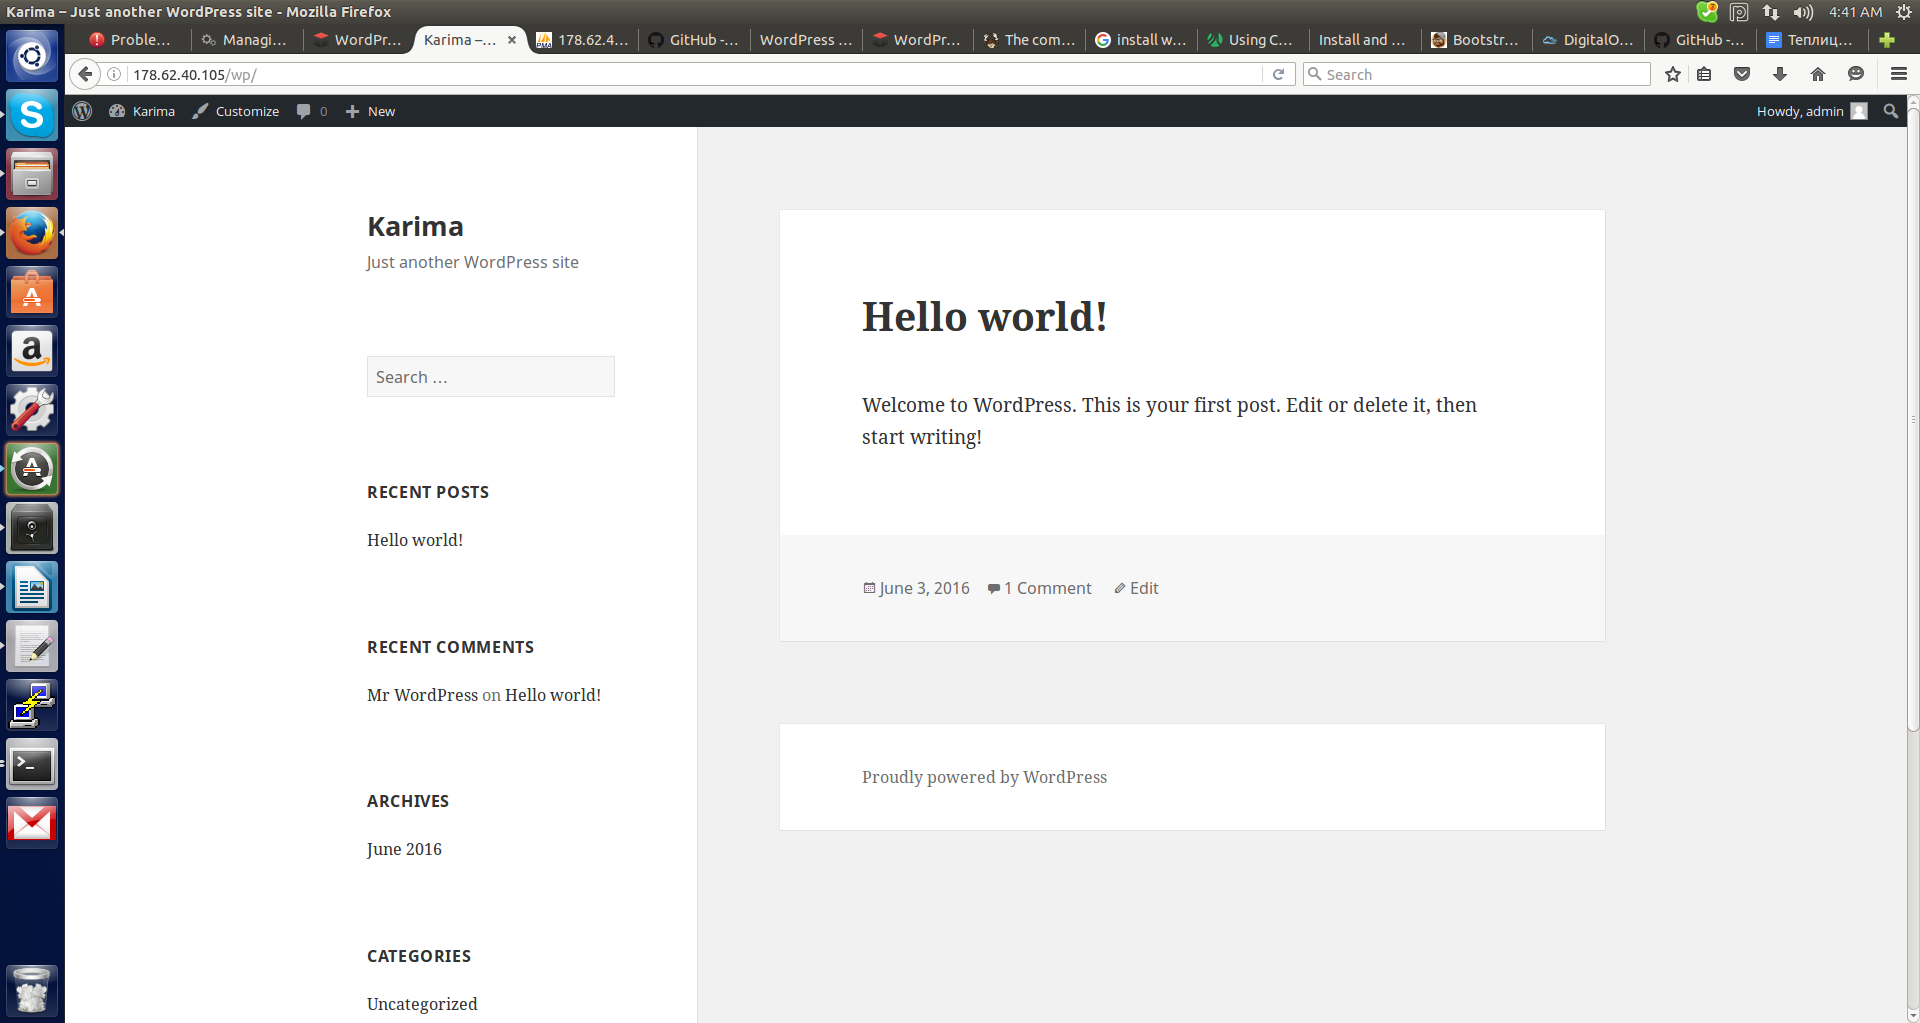 Karima – Just another WordPress site - Mozilla Firefox
4:41 AM
Proble...
Managi...
WordPr...
Karima –...
178.62.4...
GitHub -...
WordPress ...
WordPr...
The com...
install w...
Using C...
Install and ...
Bootstr...
DigitalO...
GitHub -...
Теплиц...
178.62.40.105/wp/
Search
Karima
Customize
0
New
Howdy, admin
Karima
Just another WordPress site
Search …
RECENT POSTS
Hello world!
RECENT COMMENTS
Mr WordPress on Hello world!
ARCHIVES
June 2016
CATEGORIES
Uncategorized
Hello world!
Welcome to WordPress. This is your first post. Edit or delete it, then
start writing!
June 3, 2016
1 Comment
Edit
Proudly powered by WordPress